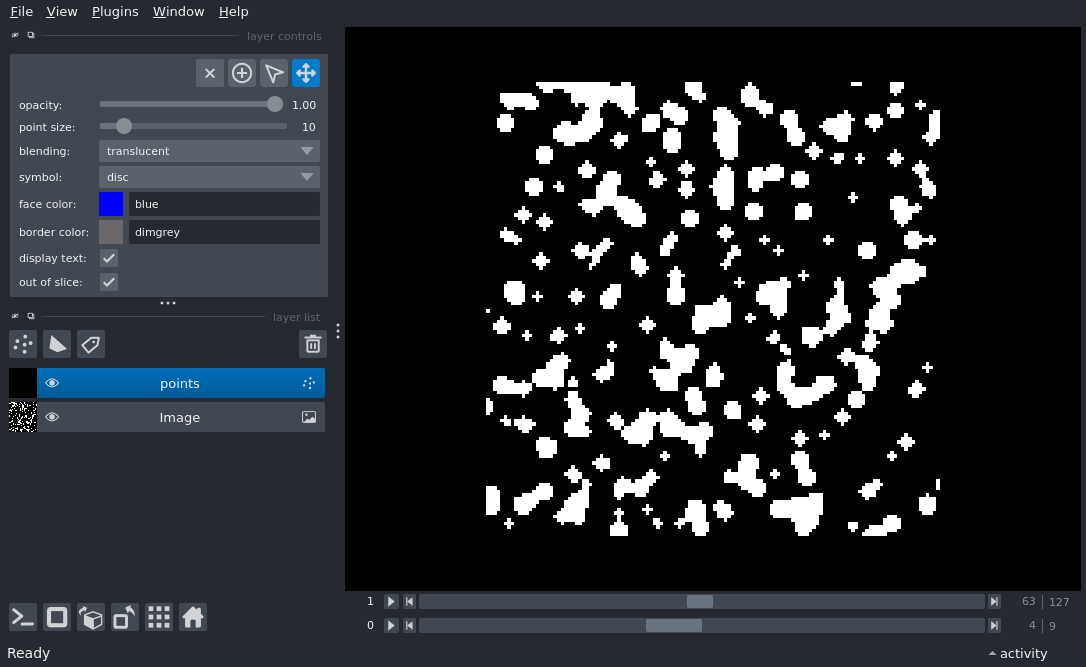 File View Plugins Window Help
layer controls
opacity: 1.00
point size: 10
blending: translucent
symbol: disc
face color: blue
border color: dimgrey
display text:
out of slice:
layer list
points
Image
1 63 | 127
0 4 | 9
Ready activity